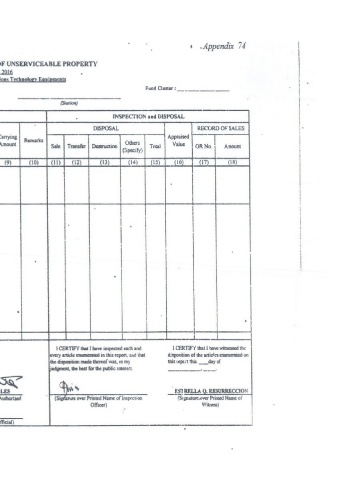 Appendix 74
OF UNSERVICEABLE PROPERTY
2016
ions Technology Equipments
Fund Cluster :
(Station)
INSPECTION and DISPOSAL
DISPOSAL
RECORD OF SALES
Carrying Amount
Remarks
Sale
Transfer
Destruction
Others (Specify)
Total
Appraised Value
OR No.
Amount
(9) (10) (11) (12) (13) (14) (15) (16) (17) (18)
I CERTIFY that I have inspected each and
every article enumerated in this report, and that
the disposition made thereof was, in my
judgment, the best for the public interest.
I CERTIFY that I have witnessed the
disposition of the articles enumerated on
this report this ____day of
LES
Authorized
(Signature over Printed Name of Inspection
Officer)
ESTRELLA Q. RESURRECCION
(Signature over Printed Name of
Witness)
fficial)